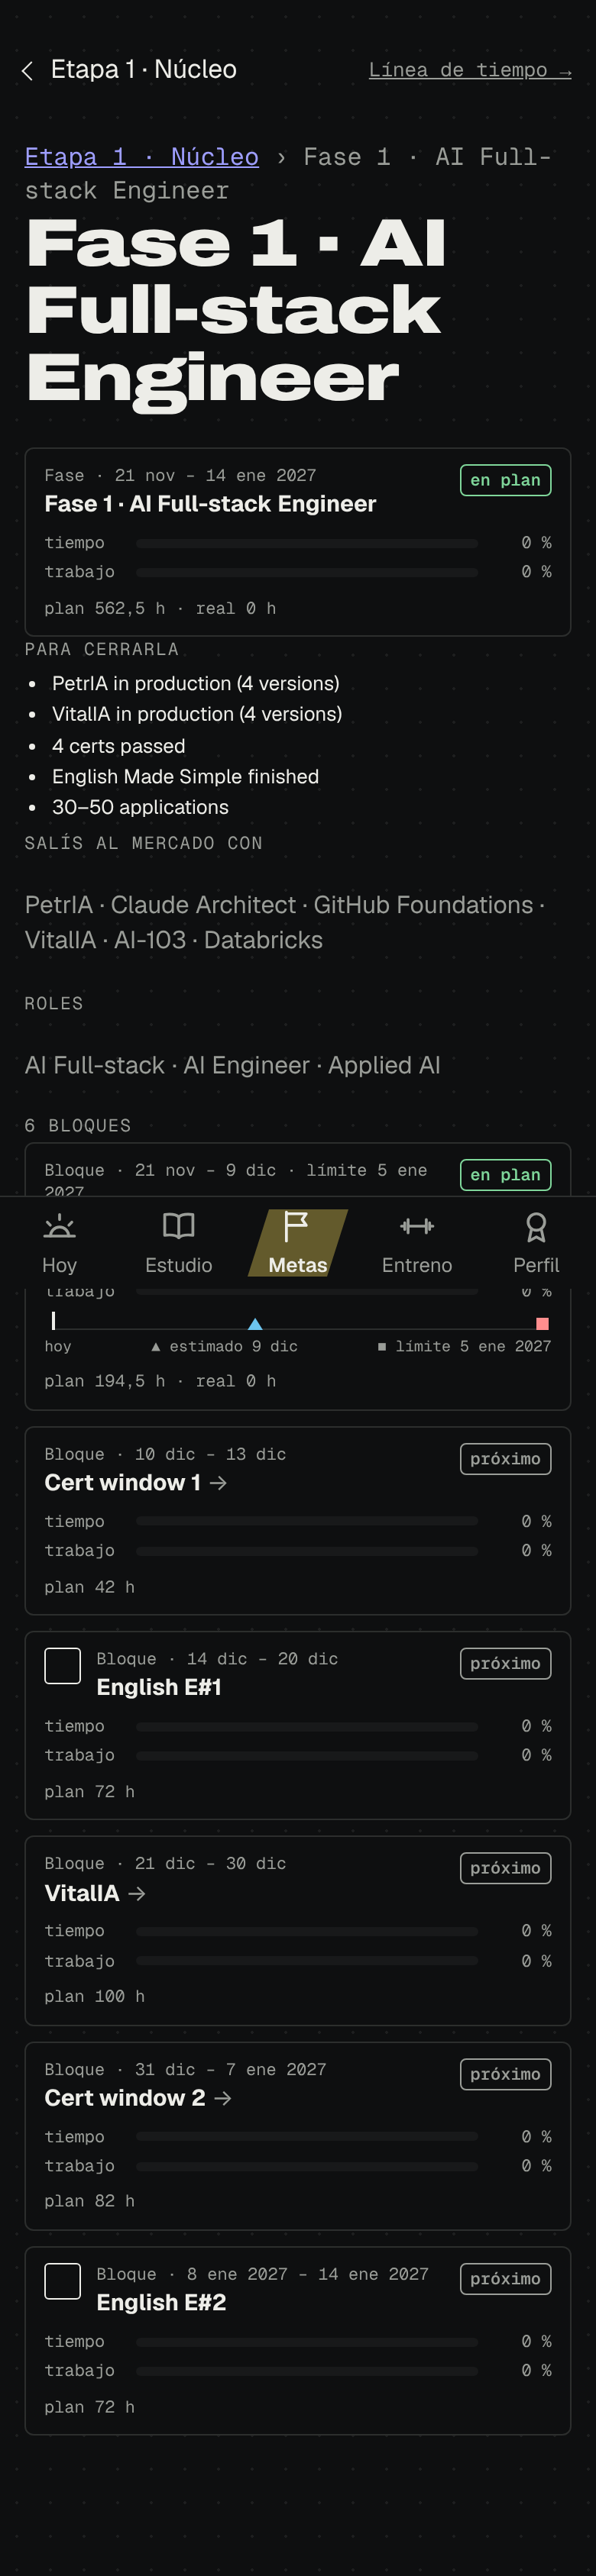 Etapa 1 · Núcleo
Línea de tiempo →
Etapa 1 · Núcleo › Fase 1 · AI Full-
stack Engineer
Fase 1 · AI
Full-stack
Engineer
Fase · 21 nov – 14 ene 2027
en plan
Fase 1 · AI Full-stack Engineer
tiempo 0 %
trabajo 0 %
plan 562,5 h · real 0 h
PARA CERRARLA
• PetrIA in production (4 versions)
• VitalIA in production (4 versions)
• 4 certs passed
• English Made Simple finished
• 30–50 applications
SALÍS AL MERCADO CON
PetrIA · Claude Architect · GitHub Foundations ·
VitalIA · AI-103 · Databricks
ROLES
AI Full-stack · AI Engineer · Applied AI
6 BLOQUES
Bloque · 21 nov – 9 dic · límite 5 ene
2027
en plan
Hoy
Estudio
Metas
Entreno
Perfil
trabajo 0 %
hoy ▲ estimado 9 dic ■ límite 5 ene 2027
plan 194,5 h · real 0 h
Bloque · 10 dic – 13 dic
próximo
Cert window 1 →
tiempo 0 %
trabajo 0 %
plan 42 h
Bloque · 14 dic – 20 dic
próximo
English E#1
tiempo 0 %
trabajo 0 %
plan 72 h
Bloque · 21 dic – 30 dic
próximo
VitalIA →
tiempo 0 %
trabajo 0 %
plan 100 h
Bloque · 31 dic – 7 ene 2027
próximo
Cert window 2 →
tiempo 0 %
trabajo 0 %
plan 82 h
Bloque · 8 ene 2027 – 14 ene 2027
próximo
English E#2
tiempo 0 %
trabajo 0 %
plan 72 h